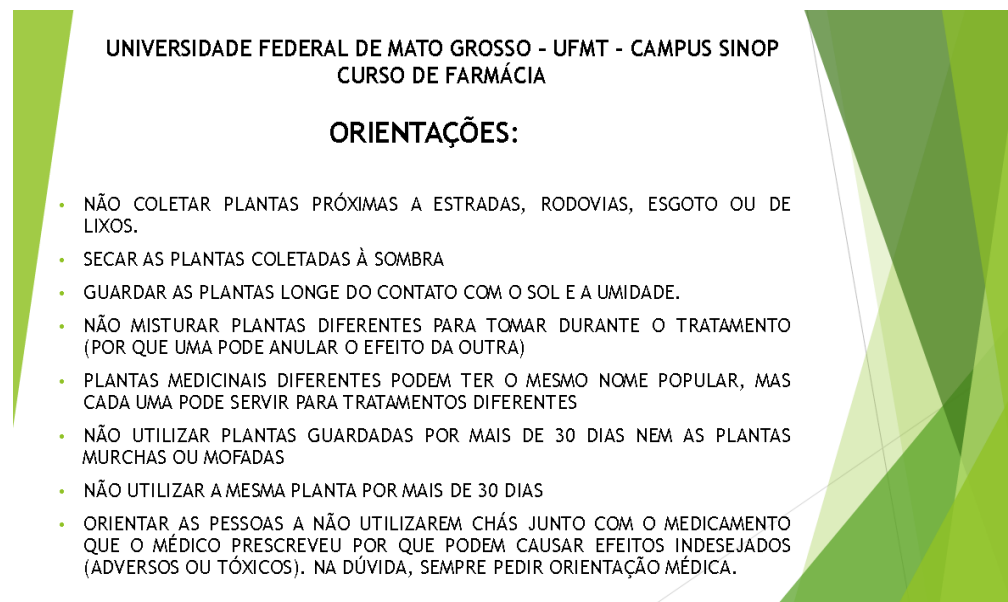 UNIVERSIDADE FEDERAL DE MATO GROSSO – UFMT – CAMPUS SINOP
CURSO DE FARMÁCIA
ORIENTAÇÕES:
• NÃO COLETAR PLANTAS PRÓXIMAS A ESTRADAS, RODOVIAS, ESGOTO OU DE
LIXOS.
• SECAR AS PLANTAS COLETADAS À SOMBRA
• GUARDAR AS PLANTAS LONGE DO CONTATO COM O SOL E A UMIDADE.
• NÃO MISTURAR PLANTAS DIFERENTES PARA TOMAR DURANTE O TRATAMENTO
(POR QUE UMA PODE ANULAR O EFEITO DA OUTRA)
• PLANTAS MEDICINAIS DIFERENTES PODEM TER O MESMO NOME POPULAR, MAS
CADA UMA PODE SERVIR PARA TRATAMENTOS DIFERENTES
• NÃO UTILIZAR PLANTAS GUARDADAS POR MAIS DE 30 DIAS NEM AS PLANTAS
MURCHAS OU MOFADAS
• NÃO UTILIZAR A MESMA PLANTA POR MAIS DE 30 DIAS
• ORIENTAR AS PESSOAS A NÃO UTILIZAREM CHÁS JUNTO COM O MEDICAMENTO
QUE O MÉDICO PRESCREVEU POR QUE PODEM CAUSAR EFEITOS INDESEJADOS
(ADVERSOS OU TÓXICOS). NA DÚVIDA, SEMPRE PEDIR ORIENTAÇÃO MÉDICA.